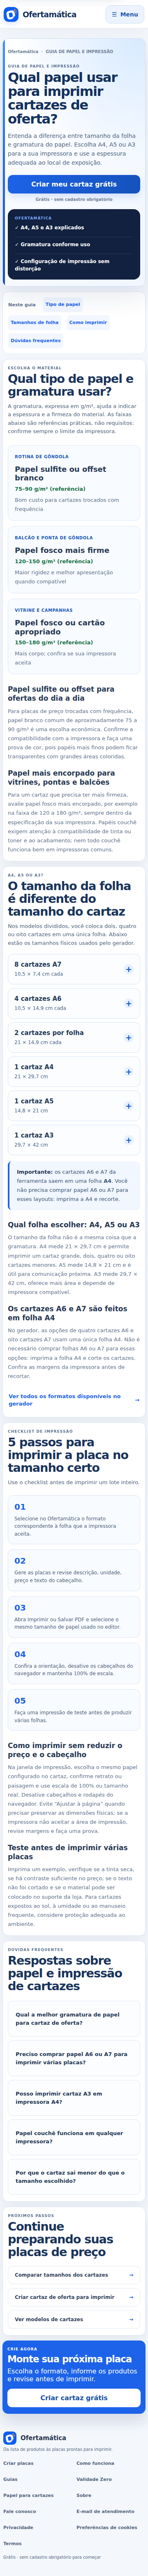 Ofertamática
☰ Menu
Ofertamática · GUIA DE PAPEL E IMPRESSÃO
GUIA DE PAPEL E IMPRESSÃO
Qual papel usar
para imprimir
cartazes de
oferta?
Entenda a diferença entre tamanho da folha
e gramatura do papel. Escolha A4, A5 ou A3
para a sua impressora e use a espessura
adequada ao local de exposição.
Criar meu cartaz grátis
Grátis · sem cadastro obrigatório
OFERTAMÁTICA
✓ A4, A5 e A3 explicados
✓ Gramatura conforme uso
✓ Configuração de impressão sem
distorção
Neste guia
Tipo de papel
Tamanhos de folha
Como imprimir
Dúvidas frequentes
ESCOLHA O MATERIAL
Qual tipo de papel e
gramatura usar?
A gramatura, expressa em g/m², ajuda a indicar
a espessura e a firmeza do material. As faixas
abaixo são referências práticas, não requisitos:
confirme sempre o limite da impressora.
ROTINA DE GÔNDOLA
Papel sulfite ou offset
branco
75–90 g/m² (referência)
Bom custo para cartazes trocados com
frequência
BALCÃO E PONTA DE GÔNDOLA
Papel fosco mais firme
120–150 g/m² (referência)
Maior rigidez e melhor apresentação
quando compatível
VITRINE E CAMPANHAS
Papel fosco ou cartão
apropriado
150–180 g/m² (referência)
Mais corpo; confira se sua impressora
aceita
Papel sulfite ou offset para
ofertas do dia a dia
Para placas de preço trocadas com frequência,
papel branco comum de aproximadamente 75 a
90 g/m² é uma escolha econômica. Confirme a
compatibilidade com a impressora e faça uma
prova de cor, pois papéis mais finos podem ficar
transparentes com grandes áreas coloridas.
Papel mais encorpado para
vitrines, pontas e balcões
Para um cartaz que precisa ter mais firmeza,
avalie papel fosco mais encorpado, por exemplo
na faixa de 120 a 180 g/m², sempre dentro da
especificação da sua impressora. Papéis couchê
exigem atenção à compatibilidade de tinta ou
toner e ao acabamento; nem todo couchê
funciona bem em impressoras comuns.
A4, A5 OU A3?
O tamanho da folha
é diferente do
tamanho do cartaz
Nos modelos divididos, você coloca dois, quatro
ou oito cartazes em uma única folha. Abaixo
estão os tamanhos físicos usados pelo gerador.
8 cartazes A7
10,5 × 7,4 cm cada
+
4 cartazes A6
10,5 × 14,9 cm cada
+
2 cartazes por folha
21 × 14,9 cm cada
+
1 cartaz A4
21 × 29,7 cm
+
1 cartaz A5
14,8 × 21 cm
+
1 cartaz A3
29,7 × 42 cm
+
Importante: os cartazes A6 e A7 da
ferramenta saem em uma folha A4. Você
não precisa comprar papel A6 ou A7 para
esses layouts: imprima a A4 e recorte.
Qual folha escolher: A4, A5 ou A3
O tamanho da folha não é a mesma coisa que a
gramatura. A4 mede 21 × 29,7 cm e permite
imprimir um cartaz grande, dois, quatro ou oito
cartazes menores. A5 mede 14,8 × 21 cm e é
útil para comunicação próxima. A3 mede 29,7 ×
42 cm, oferece mais área e depende de
impressora compatível.
Os cartazes A6 e A7 são feitos
em folha A4
No gerador, as opções de quatro cartazes A6 e
oito cartazes A7 usam uma única folha A4. Não é
necessário comprar folhas A6 ou A7 para essas
opções: imprima a folha A4 e corte os cartazes.
Confira as margens da impressora antes de
recortar.
Ver todos os formatos disponíveis no
gerador
→
CHECKLIST DE IMPRESSÃO
5 passos para
imprimir a placa no
tamanho certo
Use o checklist antes de imprimir um lote inteiro.
01
Selecione no Ofertamática o formato
correspondente à folha que a impressora
aceita.
02
Gere as placas e revise descrição, unidade,
preço e texto do cabeçalho.
03
Abra Imprimir ou Salvar PDF e selecione o
mesmo tamanho de papel usado no editor.
04
Confira a orientação, desative os cabeçalhos do
navegador e mantenha 100% de escala.
05
Faça uma impressão de teste antes de produzir
várias folhas.
Como imprimir sem reduzir o
preço e o cabeçalho
Na janela de impressão, escolha o mesmo papel
configurado no cartaz, confirme retrato ou
paisagem e use escala de 100% ou tamanho
real. Desative cabeçalhos e rodapés do
navegador. Evite “Ajustar à página” quando
precisar preservar as dimensões físicas; se a
impressora não aceitar a área de impressão,
revise margens e faça uma prova.
Teste antes de imprimir várias
placas
Imprima um exemplo, verifique se a tinta seca,
se há contraste suficiente no preço, se o texto
não foi cortado e se o material pode ser
colocado no suporte da loja. Para cartazes
expostos ao sol, à umidade ou ao manuseio
frequente, considere proteção adequada ao
ambiente.
DÚVIDAS FREQUENTES
Respostas sobre
papel e impressão
de cartazes
Qual a melhor gramatura de papel
para cartaz de oferta?
Preciso comprar papel A6 ou A7 para
imprimir várias placas?
Posso imprimir cartaz A3 em
impressora A4?
Papel couchê funciona em qualquer
impressora?
Por que o cartaz sai menor do que o
tamanho escolhido?
PRÓXIMOS PASSOS
Continue
preparando suas
placas de preço
Comparar tamanhos de cartazes →
Criar cartaz de oferta para imprimir →
Ver modelos de cartazes →
CRIE AGORA
Monte sua próxima placa
Escolha o formato, informe os produtos
e revise antes de imprimir.
Criar cartaz grátis
Ofertamática
Da lista de produtos às placas prontas para imprimir
Criar placas
Como funciona
Guias
Validade Zero
Papel para cartazes
Sobre
Fale conosco
E-mail de atendimento
Privacidade
Preferências de cookies
Termos
Grátis · sem cadastro obrigatório para começar